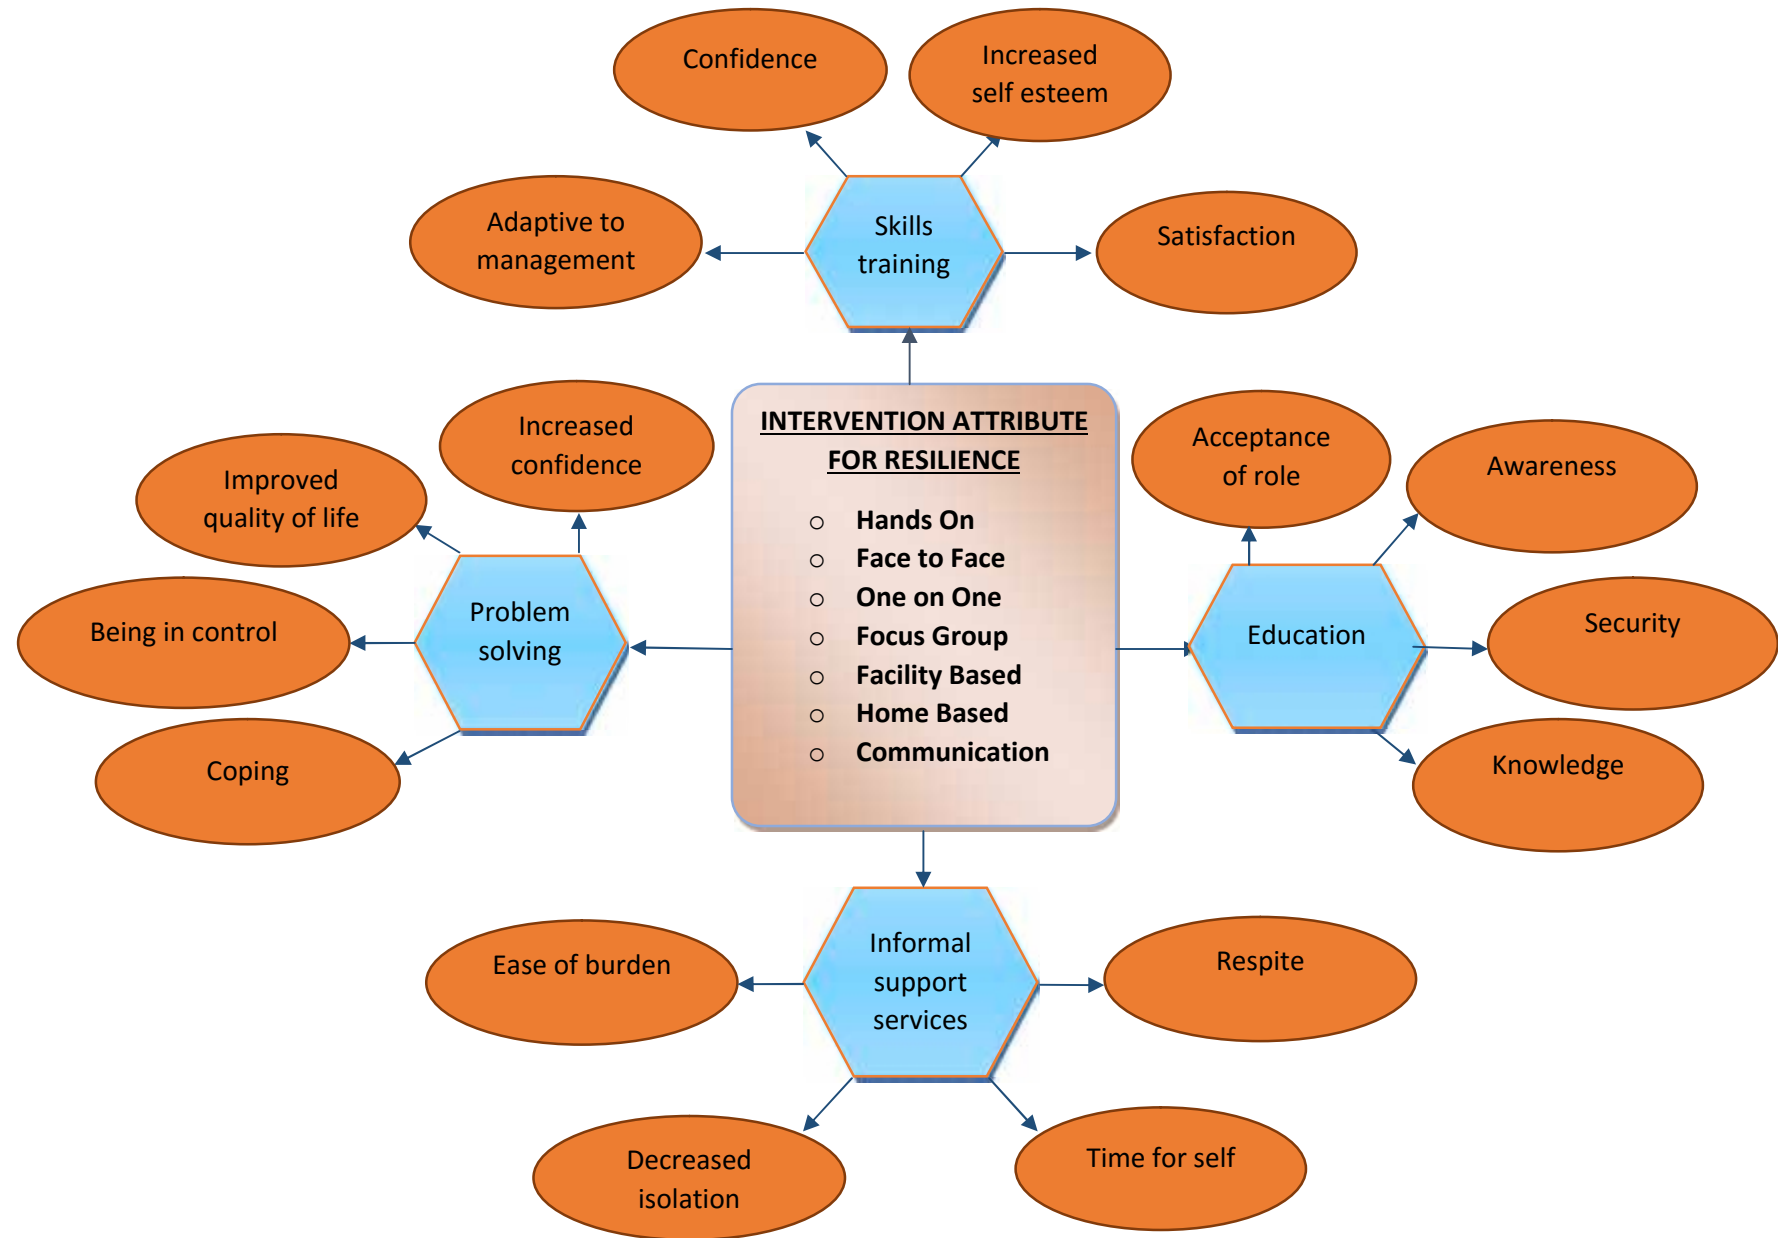 Confidence
Increased
self esteem
Adaptive to
management
Skills
training
Satisfaction
INTERVENTION ATTRIBUTE
FOR RESILIENCE
o Hands On
o Face to Face
o One on One
o Focus Group
o Facility Based
o Home Based
o Communication
Increased
confidence
Improved
quality of life
Being in control
Problem
solving
Coping
Acceptance
of role
Awareness
Education
Security
Knowledge
Ease of burden
Informal
support
services
Respite
Decreased
isolation
Time for self